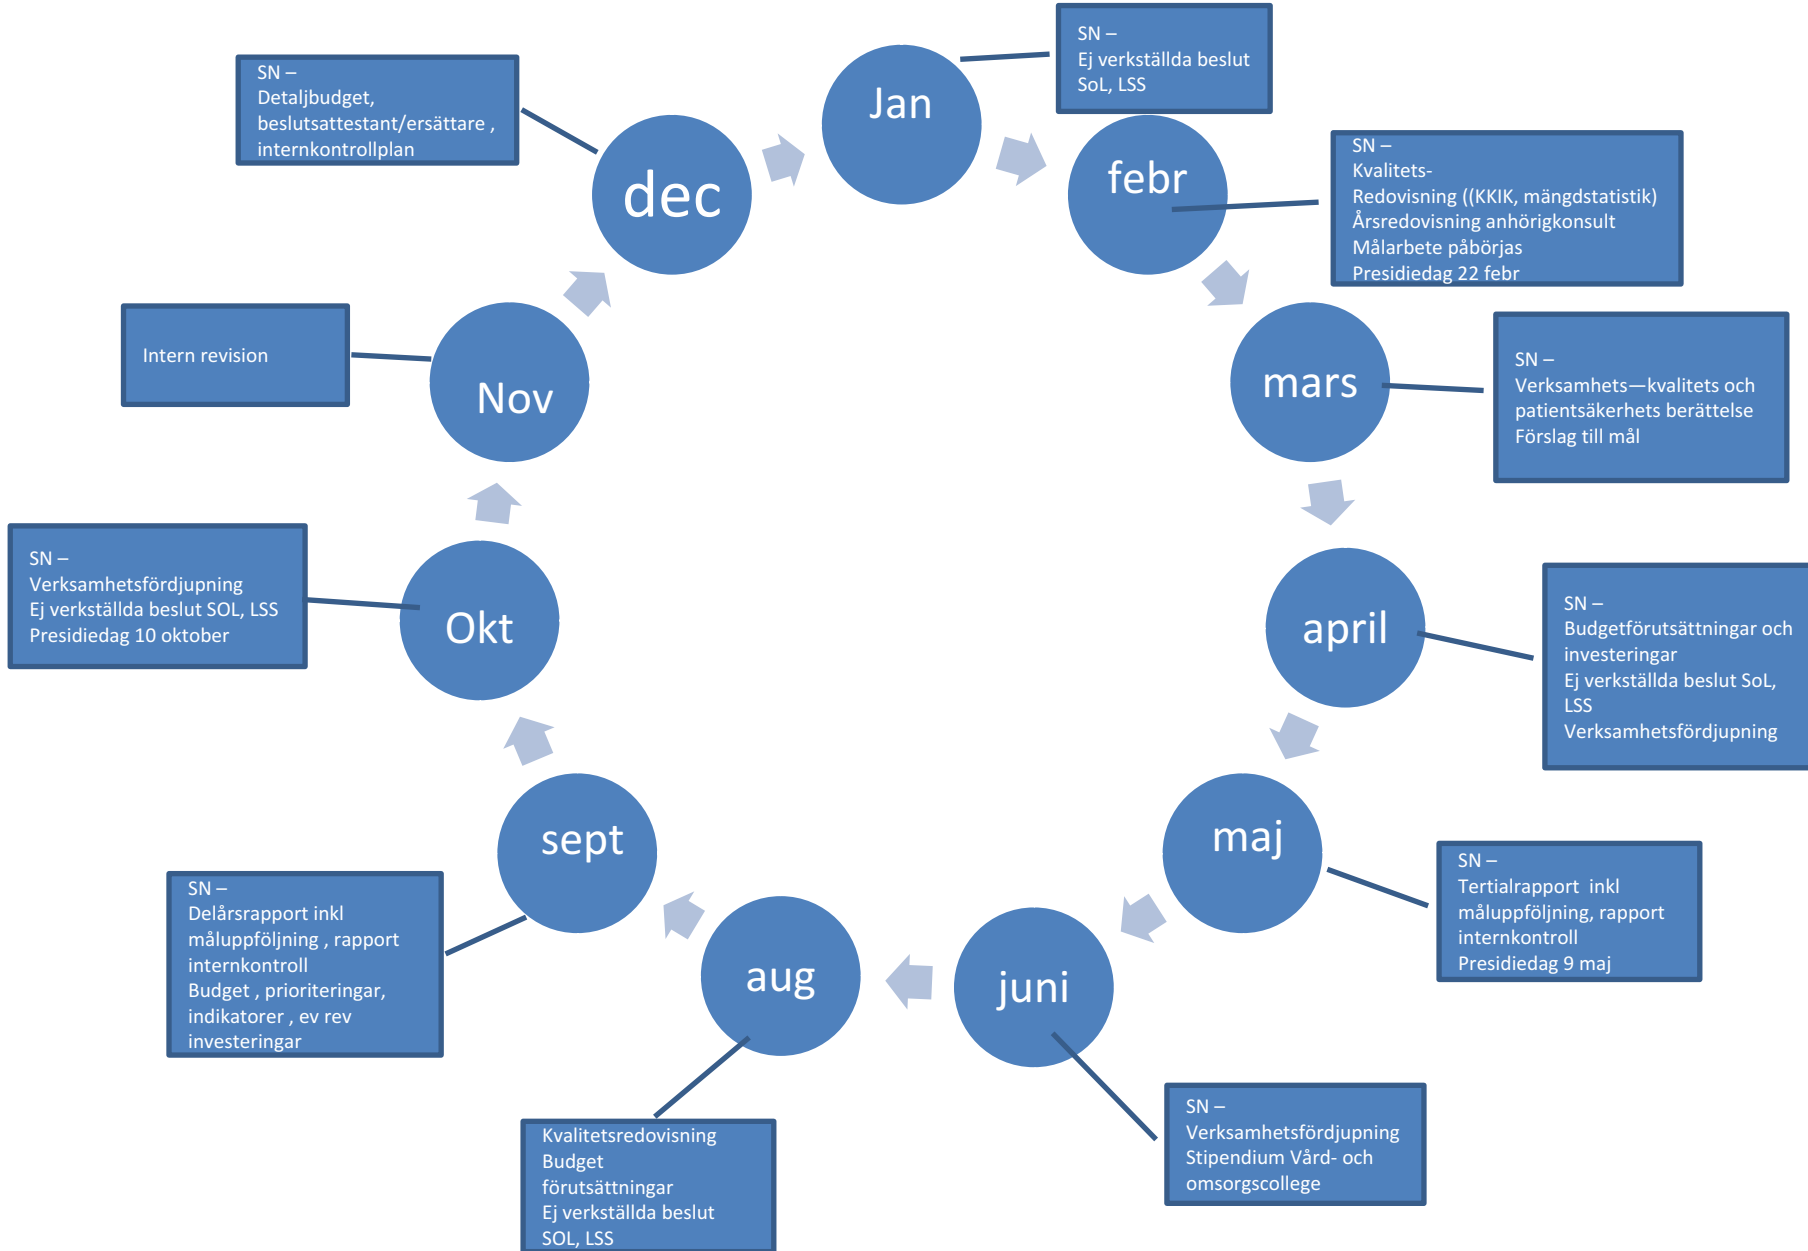 Jan
SN –
Ej verkställda beslut
SoL, LSS
febr
SN –
Kvalitets-
Redovisning ((KKIK, mängdstatistik)
Årsredovisning anhörigkonsult
Målarbete påbörjas
Presidiedag 22 febr
mars
SN –
Verksamhets—kvalitets och
patientsäkerhets berättelse
Förslag till mål
april
SN –
Budgetförutsättningar och
investeringar
Ej verkställda beslut SoL,
LSS
Verksamhetsfördjupning
maj
SN –
Tertialrapport  inkl
måluppföljning, rapport
internkontroll
Presidiedag 9 maj
juni
SN –
Verksamhetsfördjupning
Stipendium Vård- och
omsorgscollege
aug
Kvalitetsredovisning
Budget
förutsättningar
Ej verkställda beslut
SOL, LSS
sept
SN –
Delårsrapport inkl
måluppföljning , rapport
internkontroll
Budget , prioriteringar,
indikatorer , ev rev
investeringar
Okt
SN –
Verksamhetsfördjupning
Ej verkställda beslut SOL, LSS
Presidiedag 10 oktober
Nov
Intern revision
dec
SN –
Detaljbudget,
beslutsattestant/ersättare ,
internkontrollplan